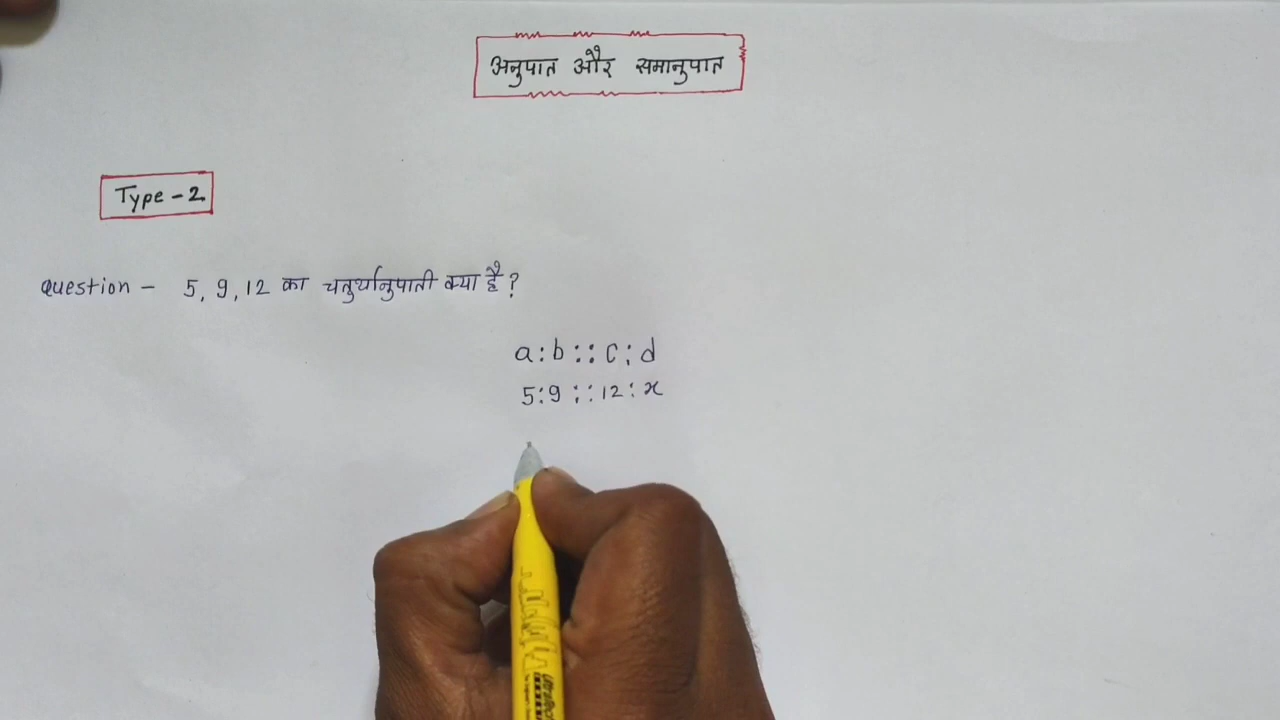 अनुपात और समानुपात
Type - 2
Question - 5, 9, 12 का चतुर्थानुपाती क्या है ?
a : b :: c : d
5 : 9 :: 12 : x